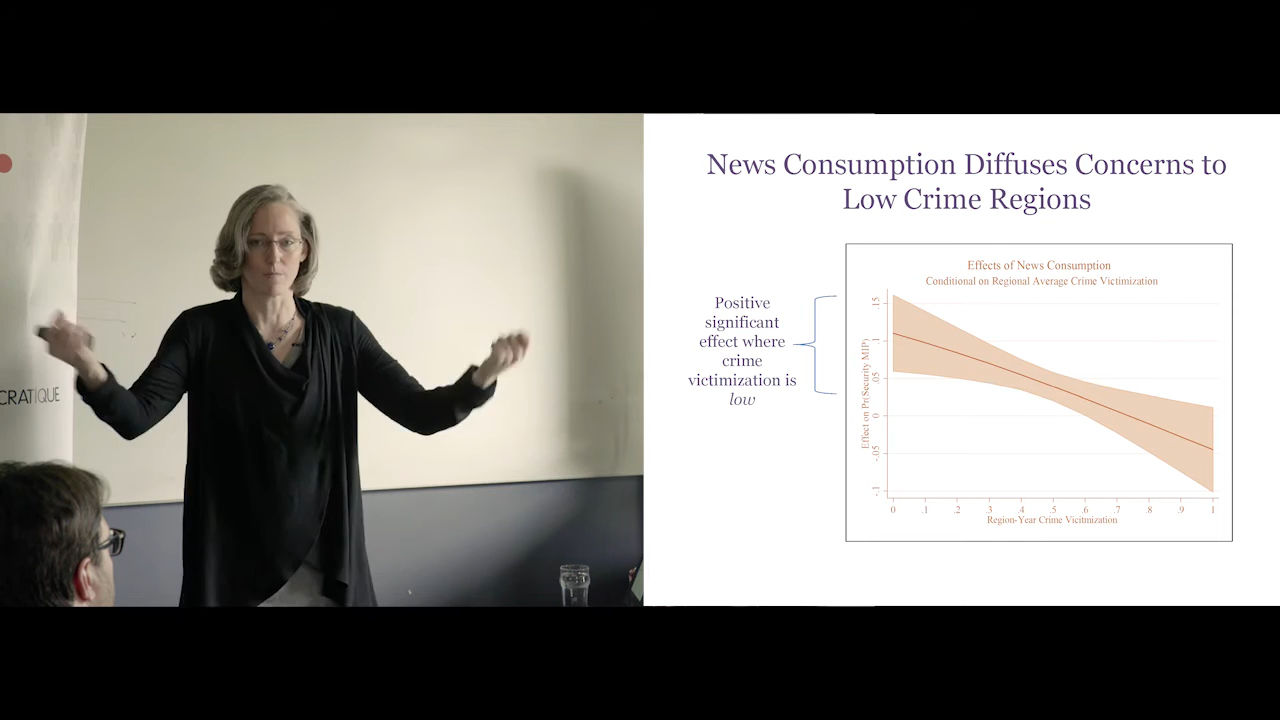 CRATIQUE
News Consumption Diffuses Concerns to
Low Crime Regions
Positive
significant
effect where
crime
victimization is
low
Effects of News Consumption
Conditional on Regional Average Crime Victimization
Effect on Pr(Security MIP)
.15
.1
.05
0
-.05
-.1
0 .1 .2 .3 .4 .5 .6 .7 .8 .9 1
Region-Year Crime Vicitmization